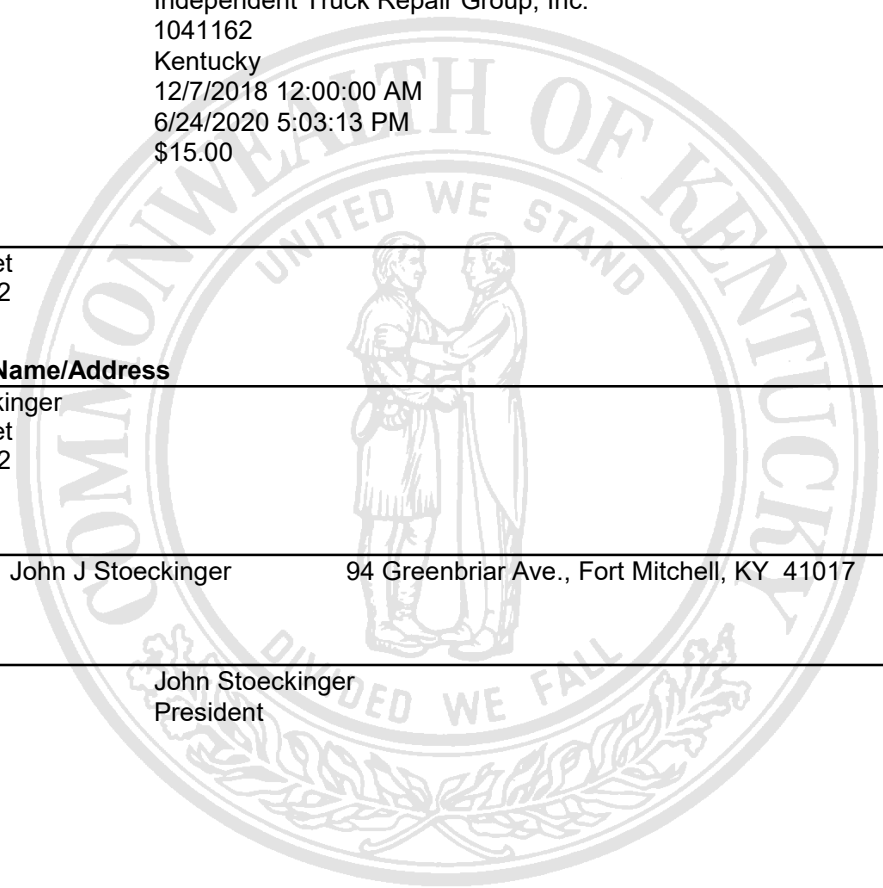 Independent Truck Repair Group, Inc.
1041162
Kentucky
12/7/2018 12:00:00 AM
6/24/2020 5:03:13 PM
$15.00
COMMONWEALTH OF KENTUCKY
UNITED WE STAND
et
2
Name/Address
kinger
et
2
John J Stoeckinger 94 Greenbriar Ave., Fort Mitchell, KY 41017
John Stoeckinger
President
DIVIDED WE FALL